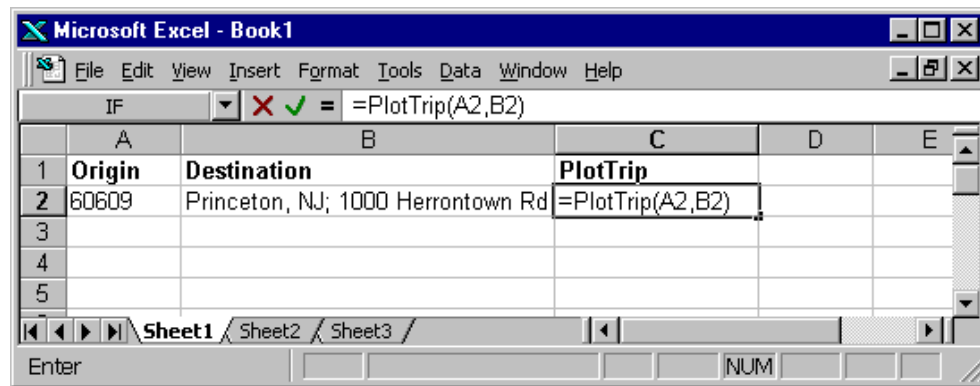 Microsoft Excel - Book1
File Edit View Insert Format Tools Data Window Help
IF = =PlotTrip(A2,B2)
A B C D E
1 Origin Destination PlotTrip
2 60609 Princeton, NJ; 1000 Herrontown Rd =PlotTrip(A2,B2)
3
4
5
Sheet1 Sheet2 Sheet3
Enter NUM